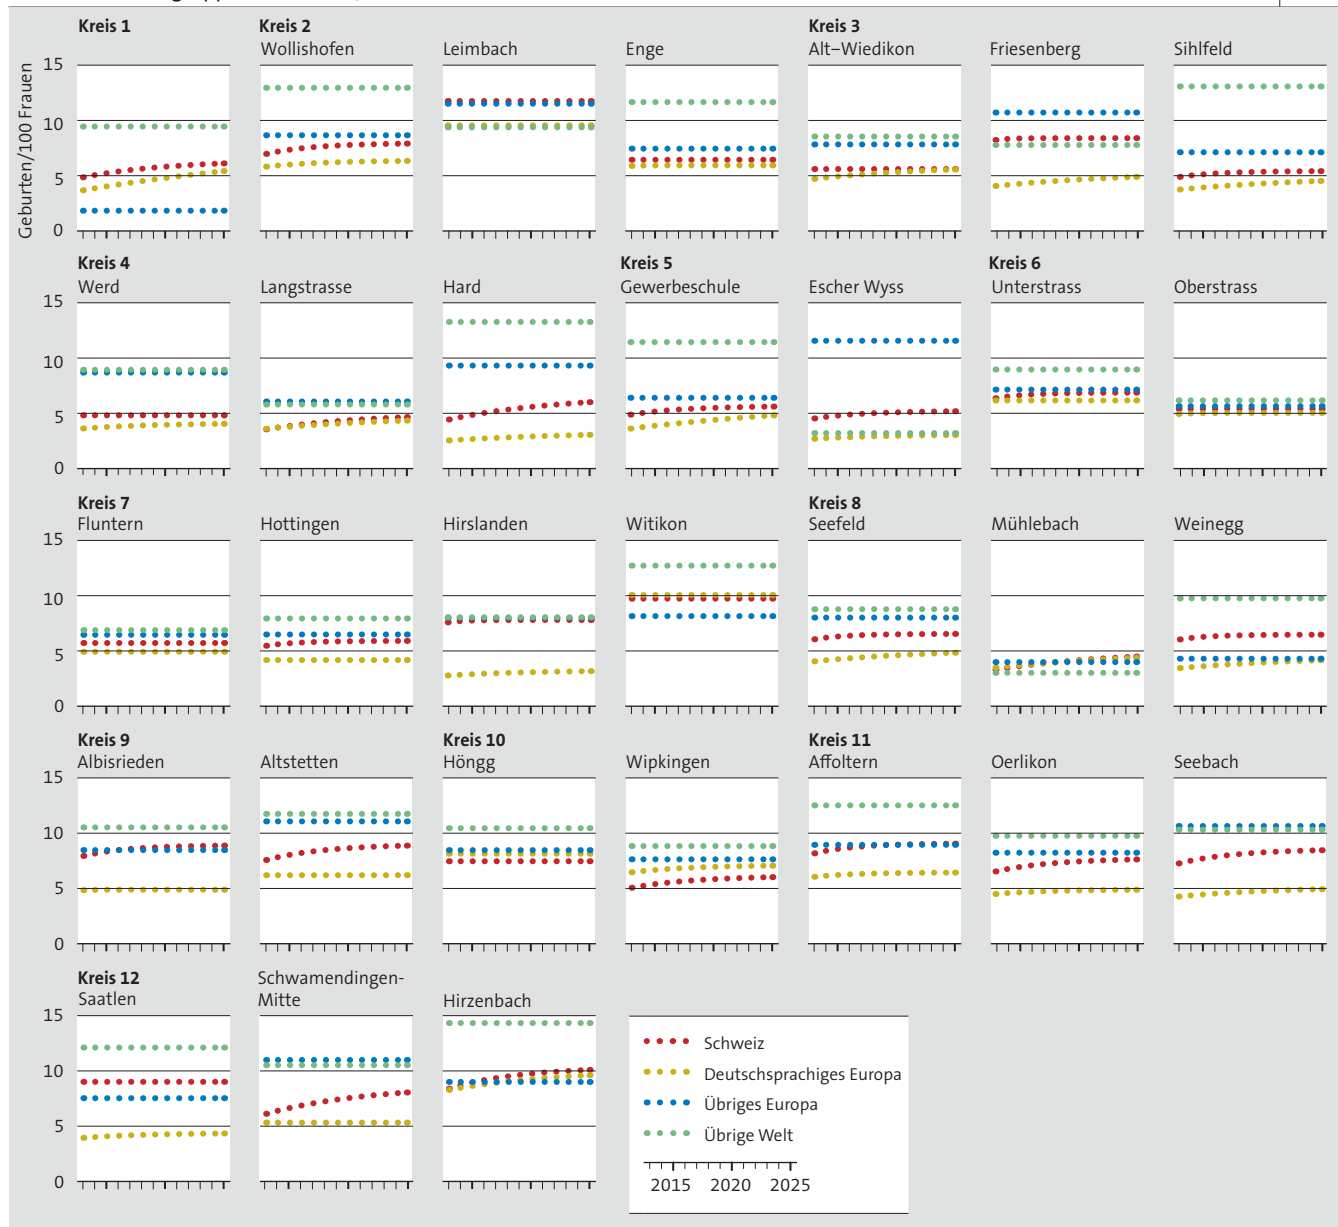 Kreis 1 Kreis 2 Kreis 3
Wollishofen Leimbach Enge Alt–Wiedikon Friesenberg Sihlfeld
Geburten/100 Frauen
15
10
5
0
Kreis 4 Kreis 5 Kreis 6
Werd Langstrasse Hard Gewerbeschule Escher Wyss Unterstrass Oberstrass
15
10
5
0
Kreis 7 Kreis 8
Fluntern Hottingen Hirslanden Witikon Seefeld Mühlebach Weinegg
15
10
5
0
Kreis 9 Kreis 10 Kreis 11
Albisrieden Altstetten Höngg Wipkingen Affoltern Oerlikon Seebach
15
10
5
0
Kreis 12 Schwamendingen-
Saatlen Mitte Hirzenbach
15
10
5
0
Schweiz
Deutschsprachiges Europa
Übriges Europa
Übrige Welt
2015 2020 2025